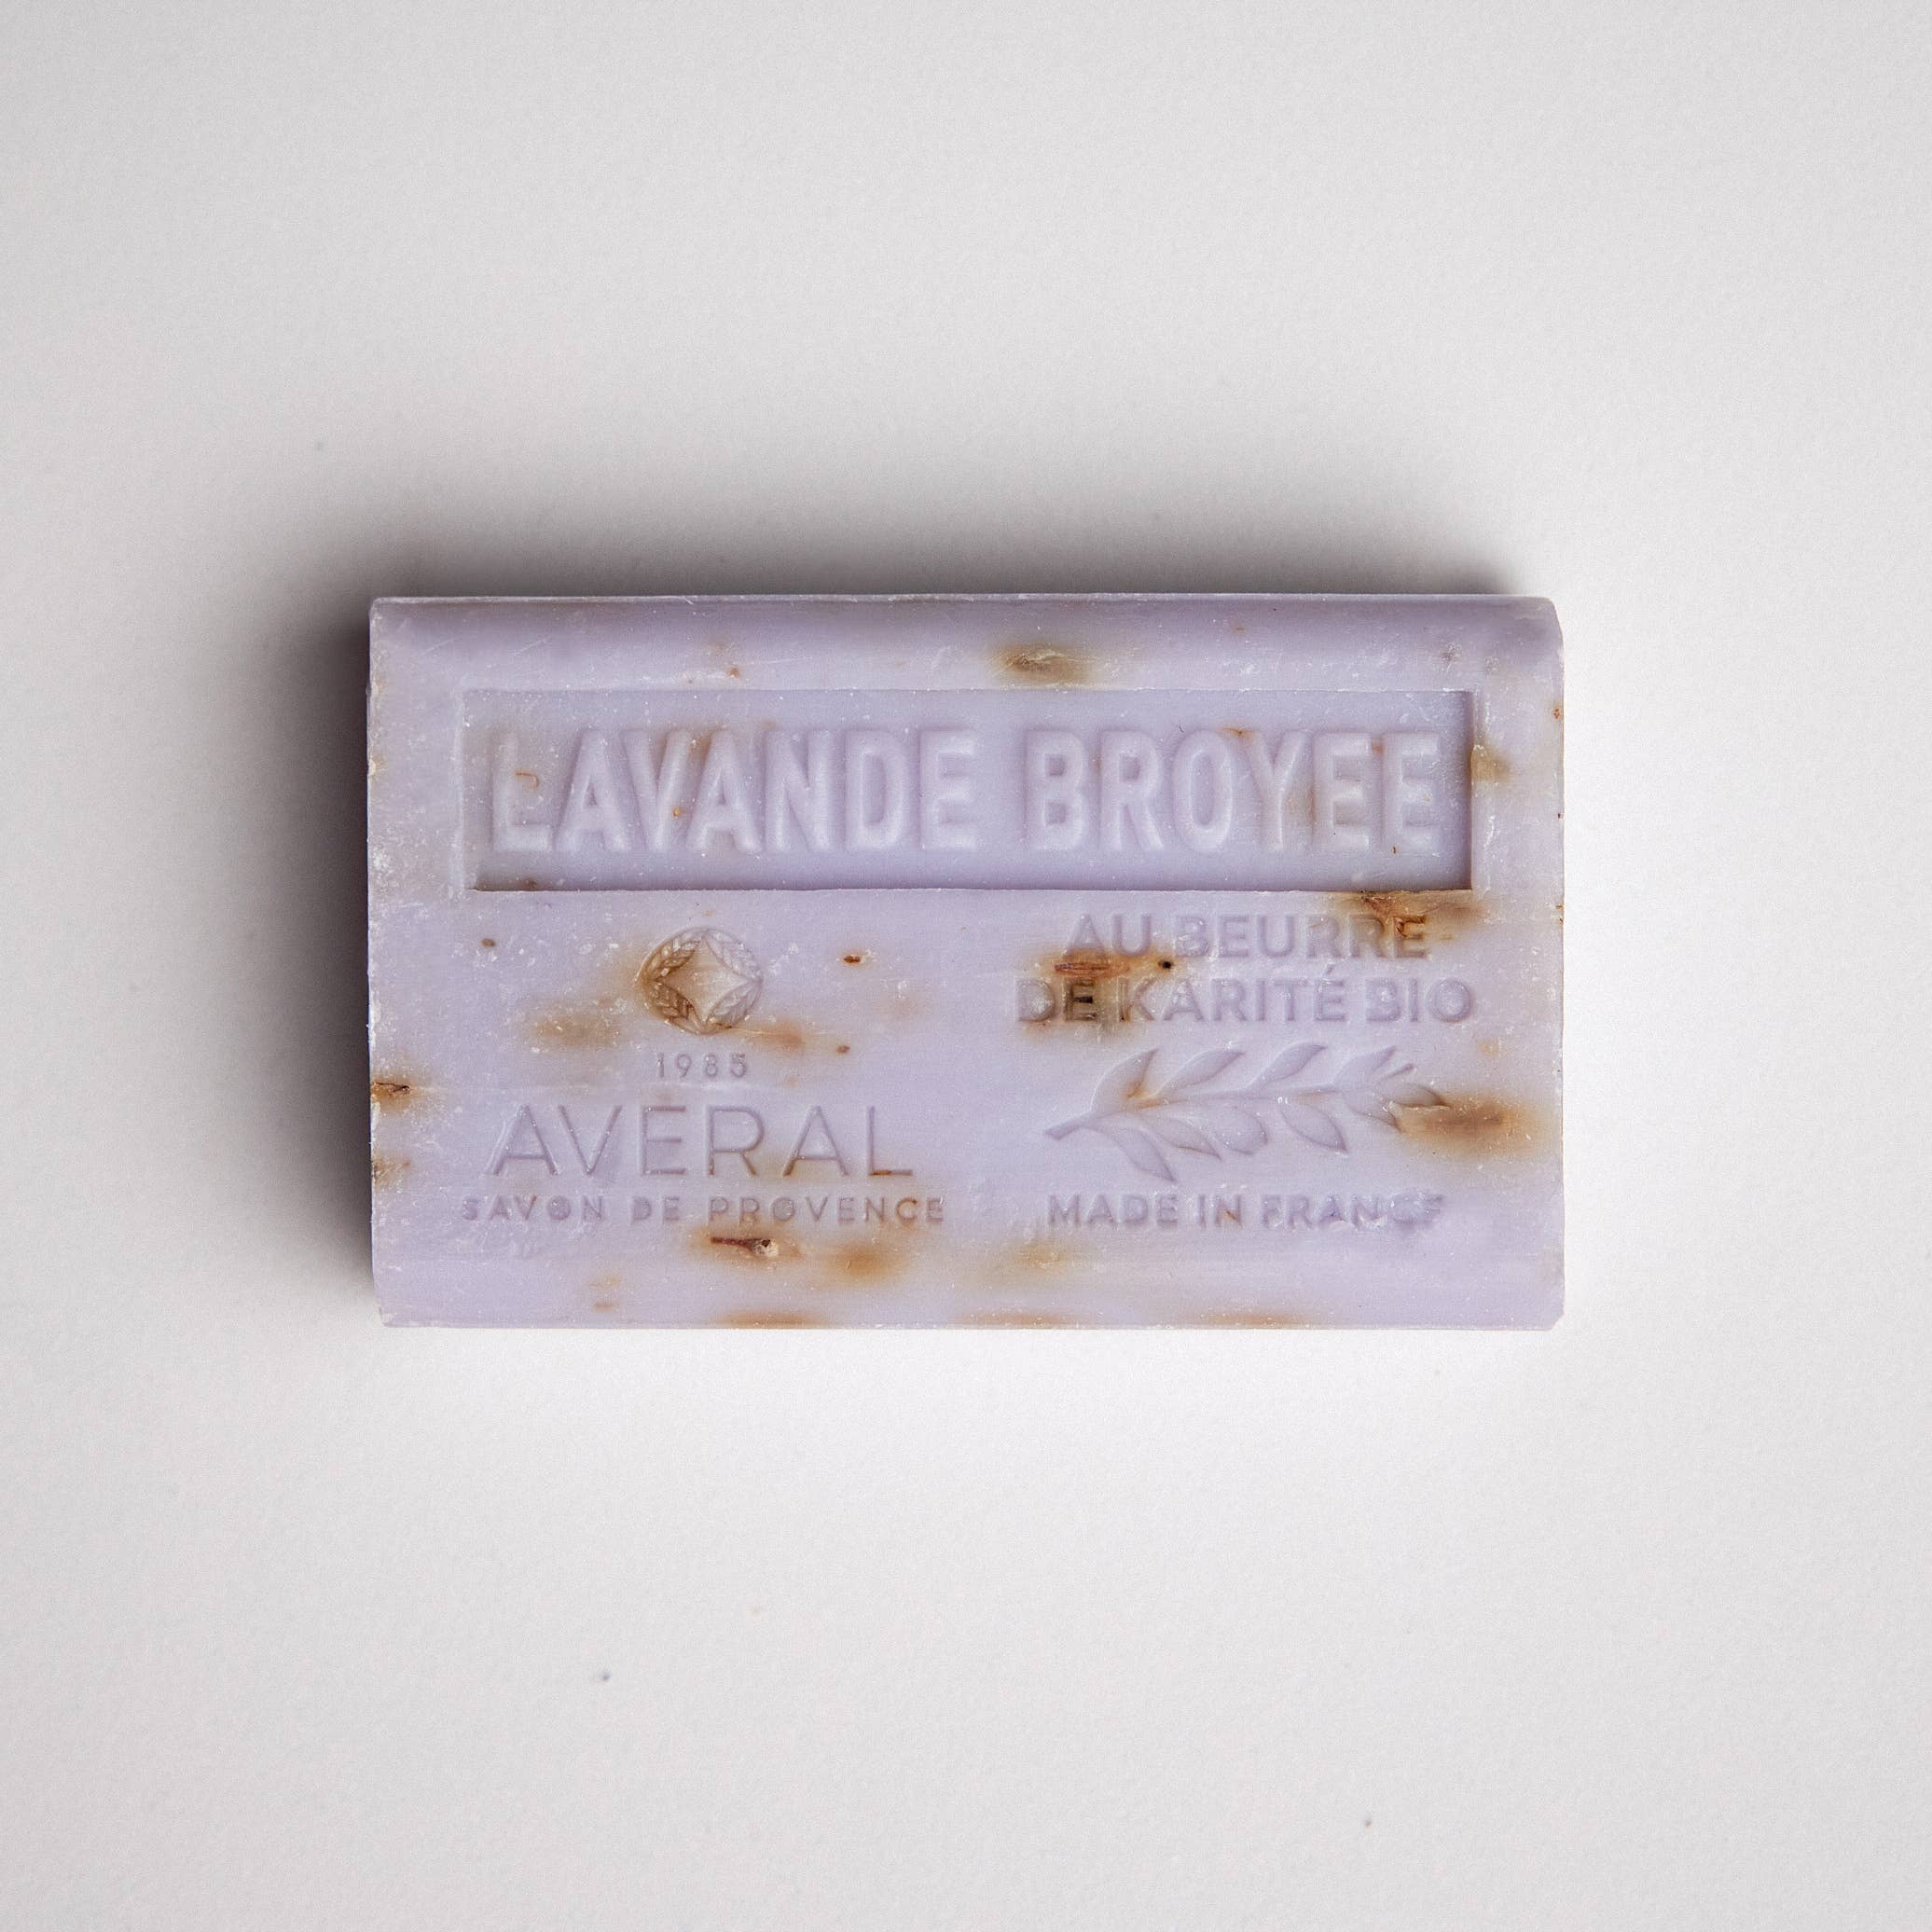 LAVANDE BROYEE
1985
AVERAL
SAVON DE PROVENCE
AU BEURRE
DE KARITÉ BIO
MADE IN FRANCE